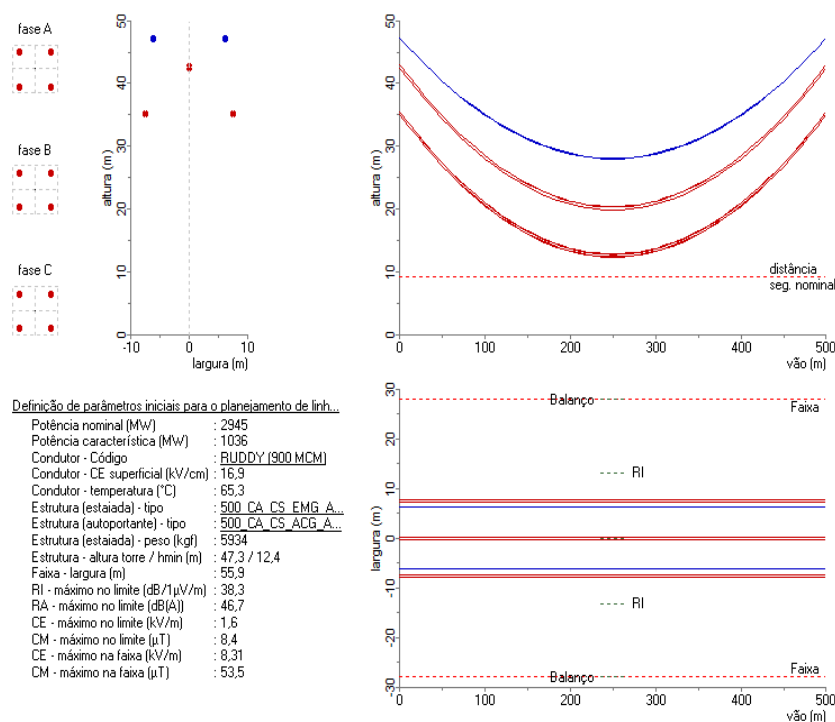 fase A
fase B
fase C
50
40
30
20
10
0
altura (m)
-10
0
10
largura (m)
50
40
30
20
10
0
altura (m)
distância
seg. nominal
0
100
200
300
400
500
vão (m)
Definição de parâmetros iniciais para o planejamento de linh...
Potência nominal (MW) : 2945
Potência característica (MW) : 1036
Condutor - Código : RUDDY (900 MCM)
Condutor - CE superficial (kV/cm) : 16,9
Condutor - temperatura (°C) : 65,3
Estrutura (estaiada) - tipo : 500_CA_CS_EMG_A...
Estrutura (autoportante) - tipo : 500_CA_CS_ACG_A...
Estrutura (estaiada) - peso (kgf) : 5934
Estrutura - altura torre / hmin (m) : 47,3 / 12,4
Faixa - largura (m) : 55,9
RI - máximo no limite (dB/1µV/m) : 38,3
RA - máximo no limite (dB(A)) : 46,7
CE - máximo no limite (kV/m) : 1,6
CM - máximo no limite (µT) : 8,4
CE - máximo na faixa (kV/m) : 8,31
CM - máximo na faixa (µT) : 53,5
30
20
10
0
-10
-20
-30
largura (m)
Balanço
Faixa
RI
RI
Faixa
Balanço
0
100
200
300
400
500
vão (m)